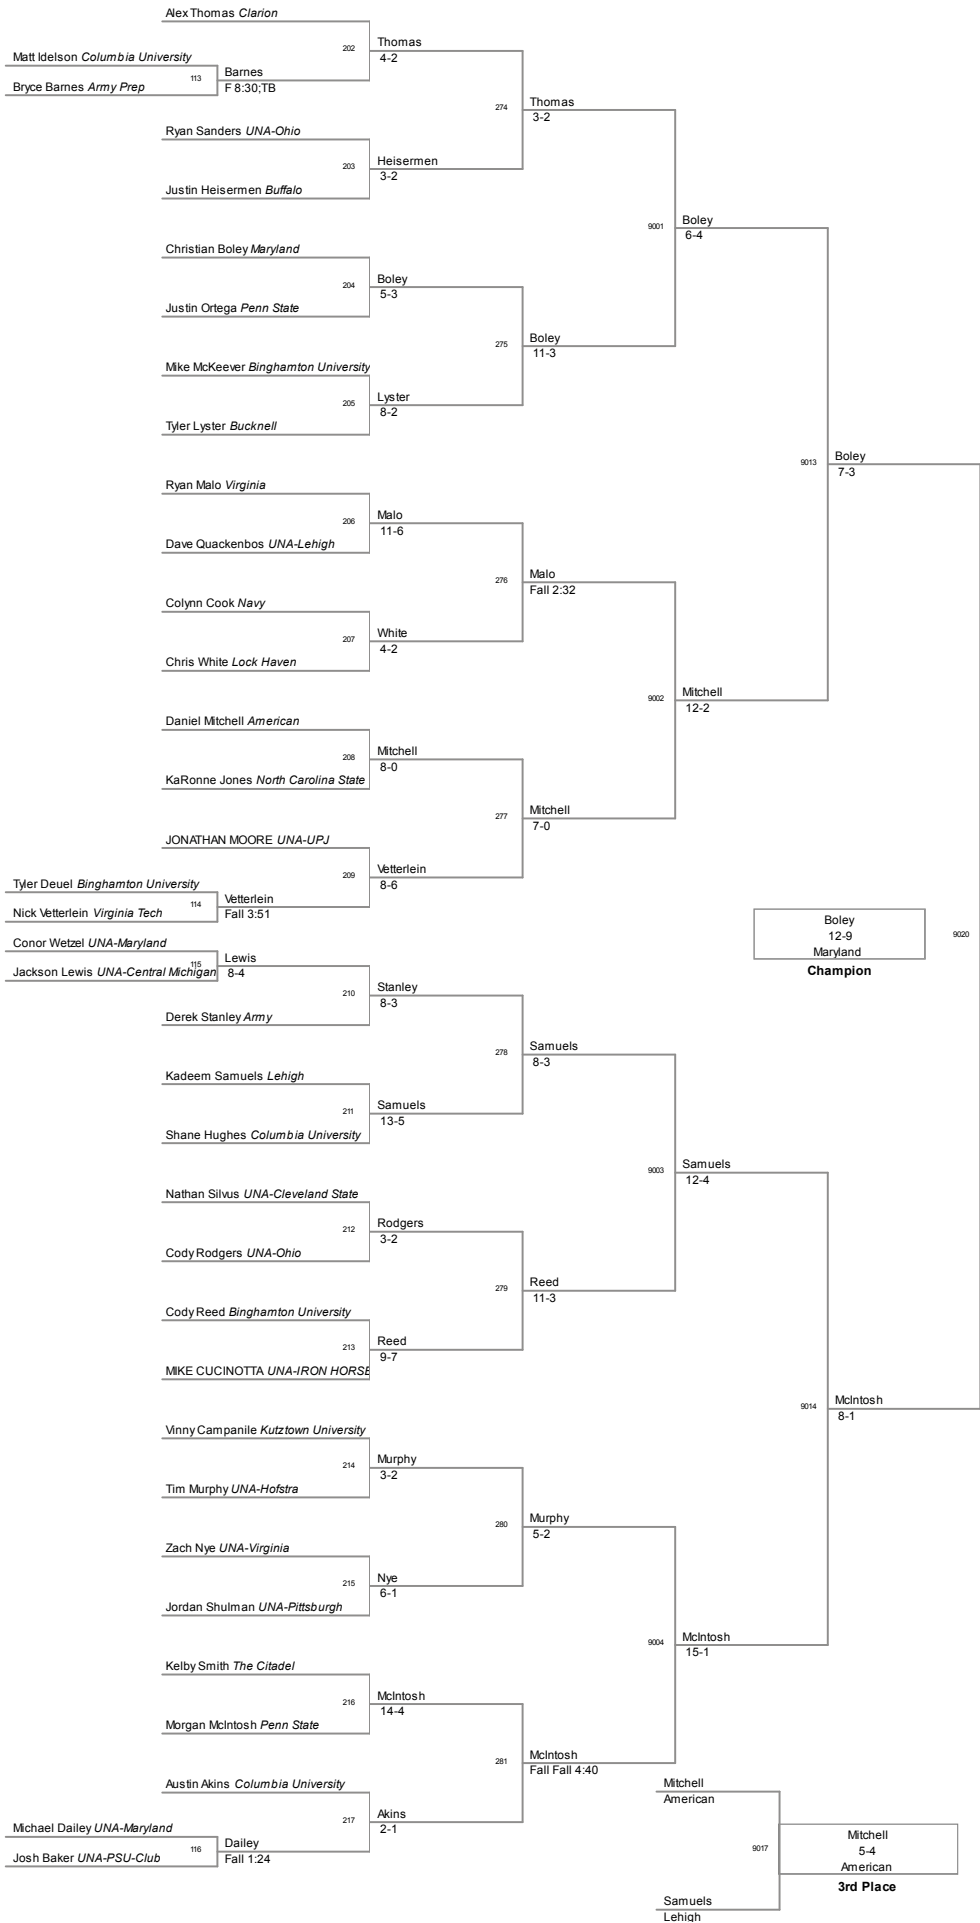 Alex Thomas Clarion
202
Thomas
4-2
Matt Idelson Columbia University
113
Barnes
F 8:30;TB
Bryce Barnes Army Prep
274
Thomas
3-2
Ryan Sanders UNA-Ohio
203
Heisermen
3-2
Justin Heisermen Buffalo
9001
Boley
6-4
Christian Boley Maryland
204
Boley
5-3
Justin Ortega Penn State
275
Boley
11-3
Mike McKeever Binghamton University
205
Lyster
8-2
Tyler Lyster Bucknell
9013
Boley
7-3
Ryan Malo Virginia
206
Malo
11-6
Dave Quackenbos UNA-Lehigh
276
Malo
Fall 2:32
Colynn Cook Navy
207
White
4-2
Chris White Lock Haven
9002
Mitchell
12-2
Daniel Mitchell American
208
Mitchell
8-0
KaRonne Jones North Carolina State
277
Mitchell
7-0
JONATHAN MOORE UNA-UPJ
209
Vetterlein
8-6
Tyler Deuel Binghamton University
114
Vetterlein
Fall 3:51
Nick Vetterlein Virginia Tech
Boley
12-9
Maryland
Champion
9020
Conor Wetzel UNA-Maryland
115
Lewis
8-4
Jackson Lewis UNA-Central Michigan
210
Stanley
8-3
Derek Stanley Army
278
Samuels
8-3
Kadeem Samuels Lehigh
211
Samuels
13-5
Shane Hughes Columbia University
9003
Samuels
12-4
Nathan Silvus UNA-Cleveland State
212
Rodgers
3-2
Cody Rodgers UNA-Ohio
279
Reed
11-3
Cody Reed Binghamton University
213
Reed
9-7
MIKE CUCINOTTA UNA-IRON HORSE
9014
McIntosh
8-1
Vinny Campanile Kutztown University
214
Murphy
3-2
Tim Murphy UNA-Hofstra
280
Murphy
5-2
Zach Nye UNA-Virginia
215
Nye
6-1
Jordan Shulman UNA-Pittsburgh
9004
McIntosh
15-1
Kelby Smith The Citadel
216
McIntosh
14-4
Morgan McIntosh Penn State
281
McIntosh
Fall Fall 4:40
Austin Akins Columbia University
217
Akins
2-1
Michael Dailey UNA-Maryland
116
Dailey
Fall 1:24
Josh Baker UNA-PSU-Club
Mitchell
American
9017
Mitchell
5-4
American
3rd Place
Samuels
Lehigh